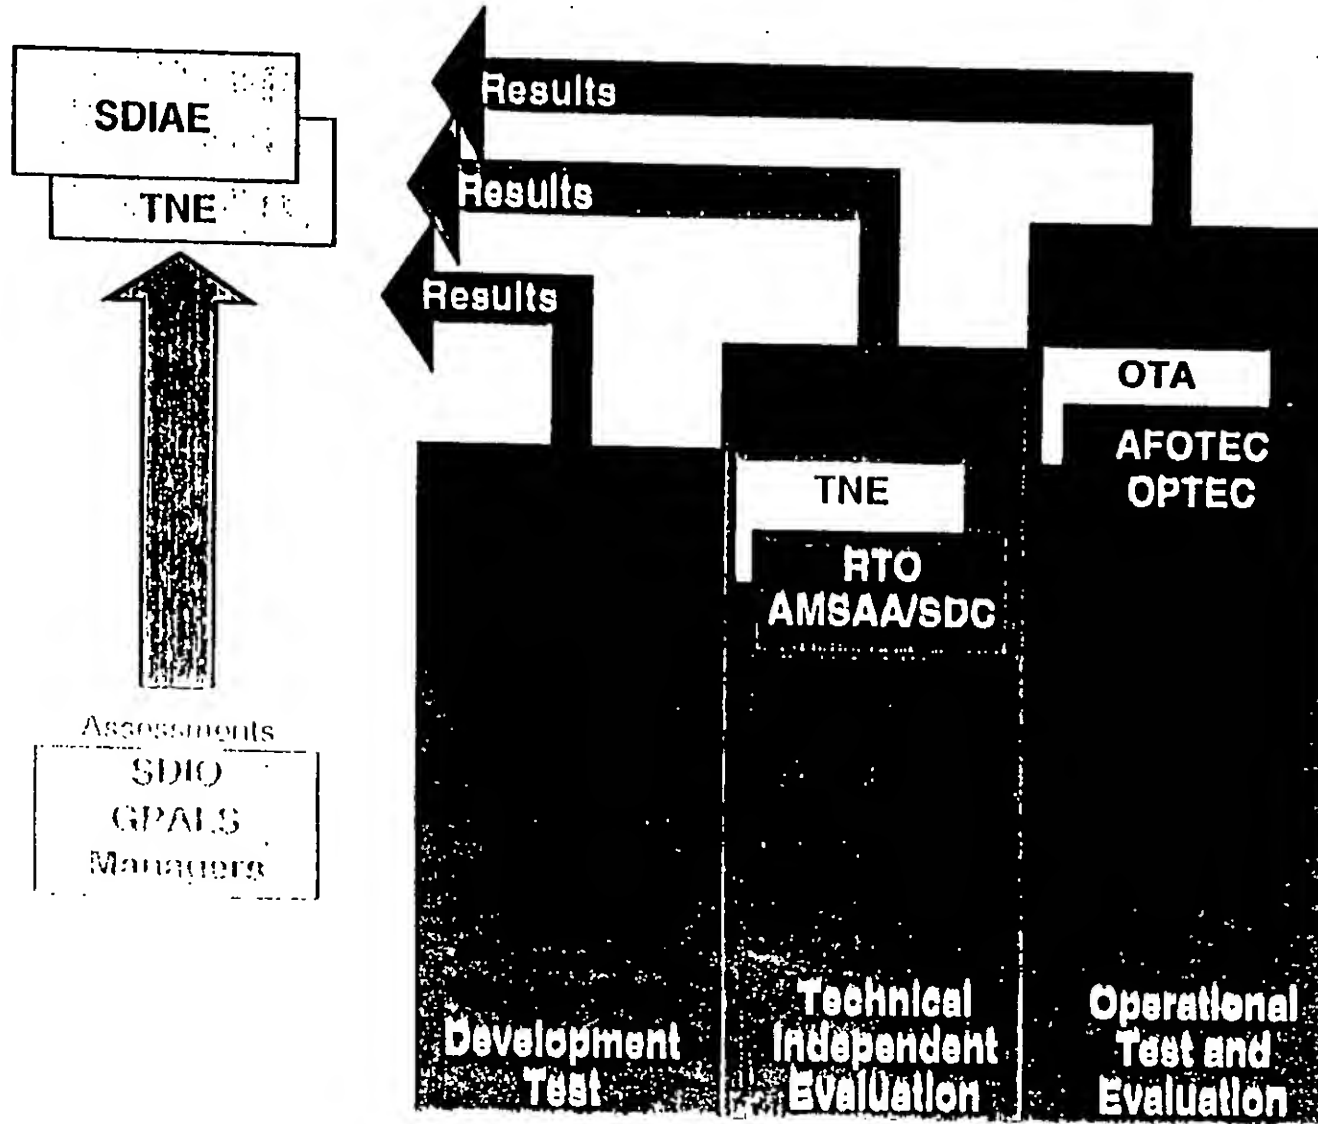 SDIAE
TNE
Results
Results
Results
Assessments
SDIO
GPALS
Managers
OTA
AFOTEC
OPTEC
TNE
RTO
AMSAA/SDC
Development
Test
Technical
Independent
Evaluation
Operational
Test and
Evaluation